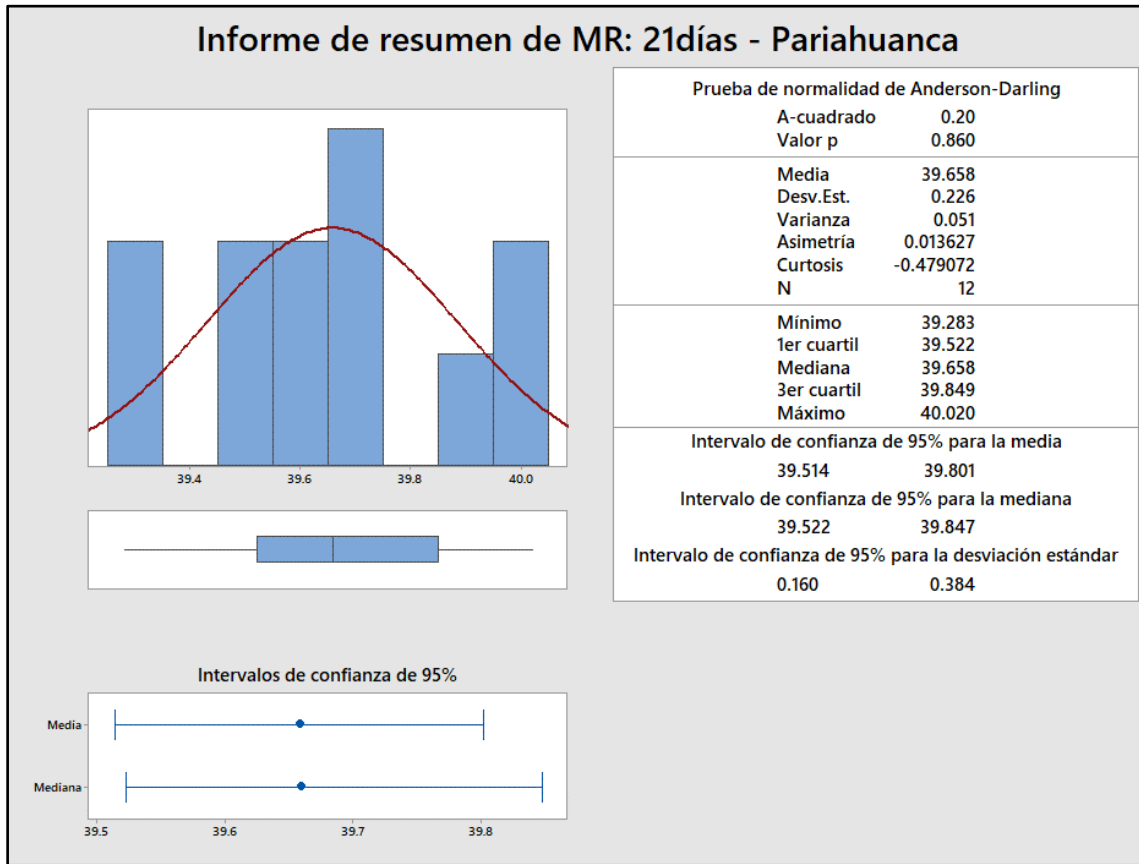 Informe de resumen de MR: 21días - Pariahuanca
39.4 39.6 39.8 40.0
Intervalos de confianza de 95%
Media
Mediana
39.5 39.6 39.7 39.8
Prueba de normalidad de Anderson-Darling
A-cuadrado 0.20
Valor p 0.860
Media 39.658
Desv.Est. 0.226
Varianza 0.051
Asimetría 0.013627
Curtosis -0.479072
N 12
Mínimo 39.283
1er cuartil 39.522
Mediana 39.658
3er cuartil 39.849
Máximo 40.020
Intervalo de confianza de 95% para la media
39.514 39.801
Intervalo de confianza de 95% para la mediana
39.522 39.847
Intervalo de confianza de 95% para la desviación estándar
0.160 0.384